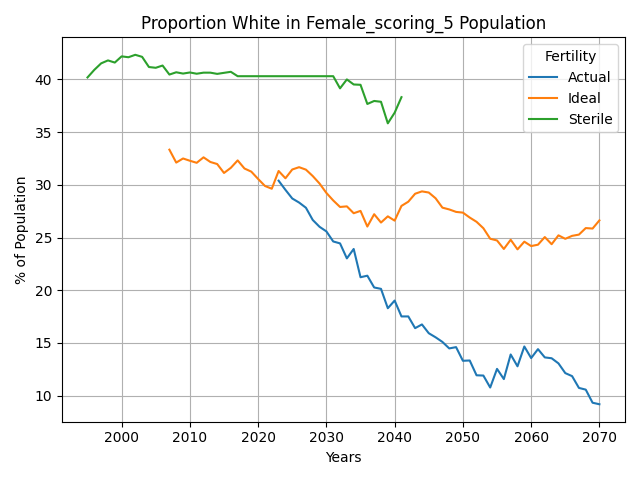 Proportion White in Female_scoring_5 Population
Fertility
Actual
Ideal
Sterile
% of Population
40
35
30
25
20
15
10
2000
2010
2020
2030
2040
2050
2060
2070
Years